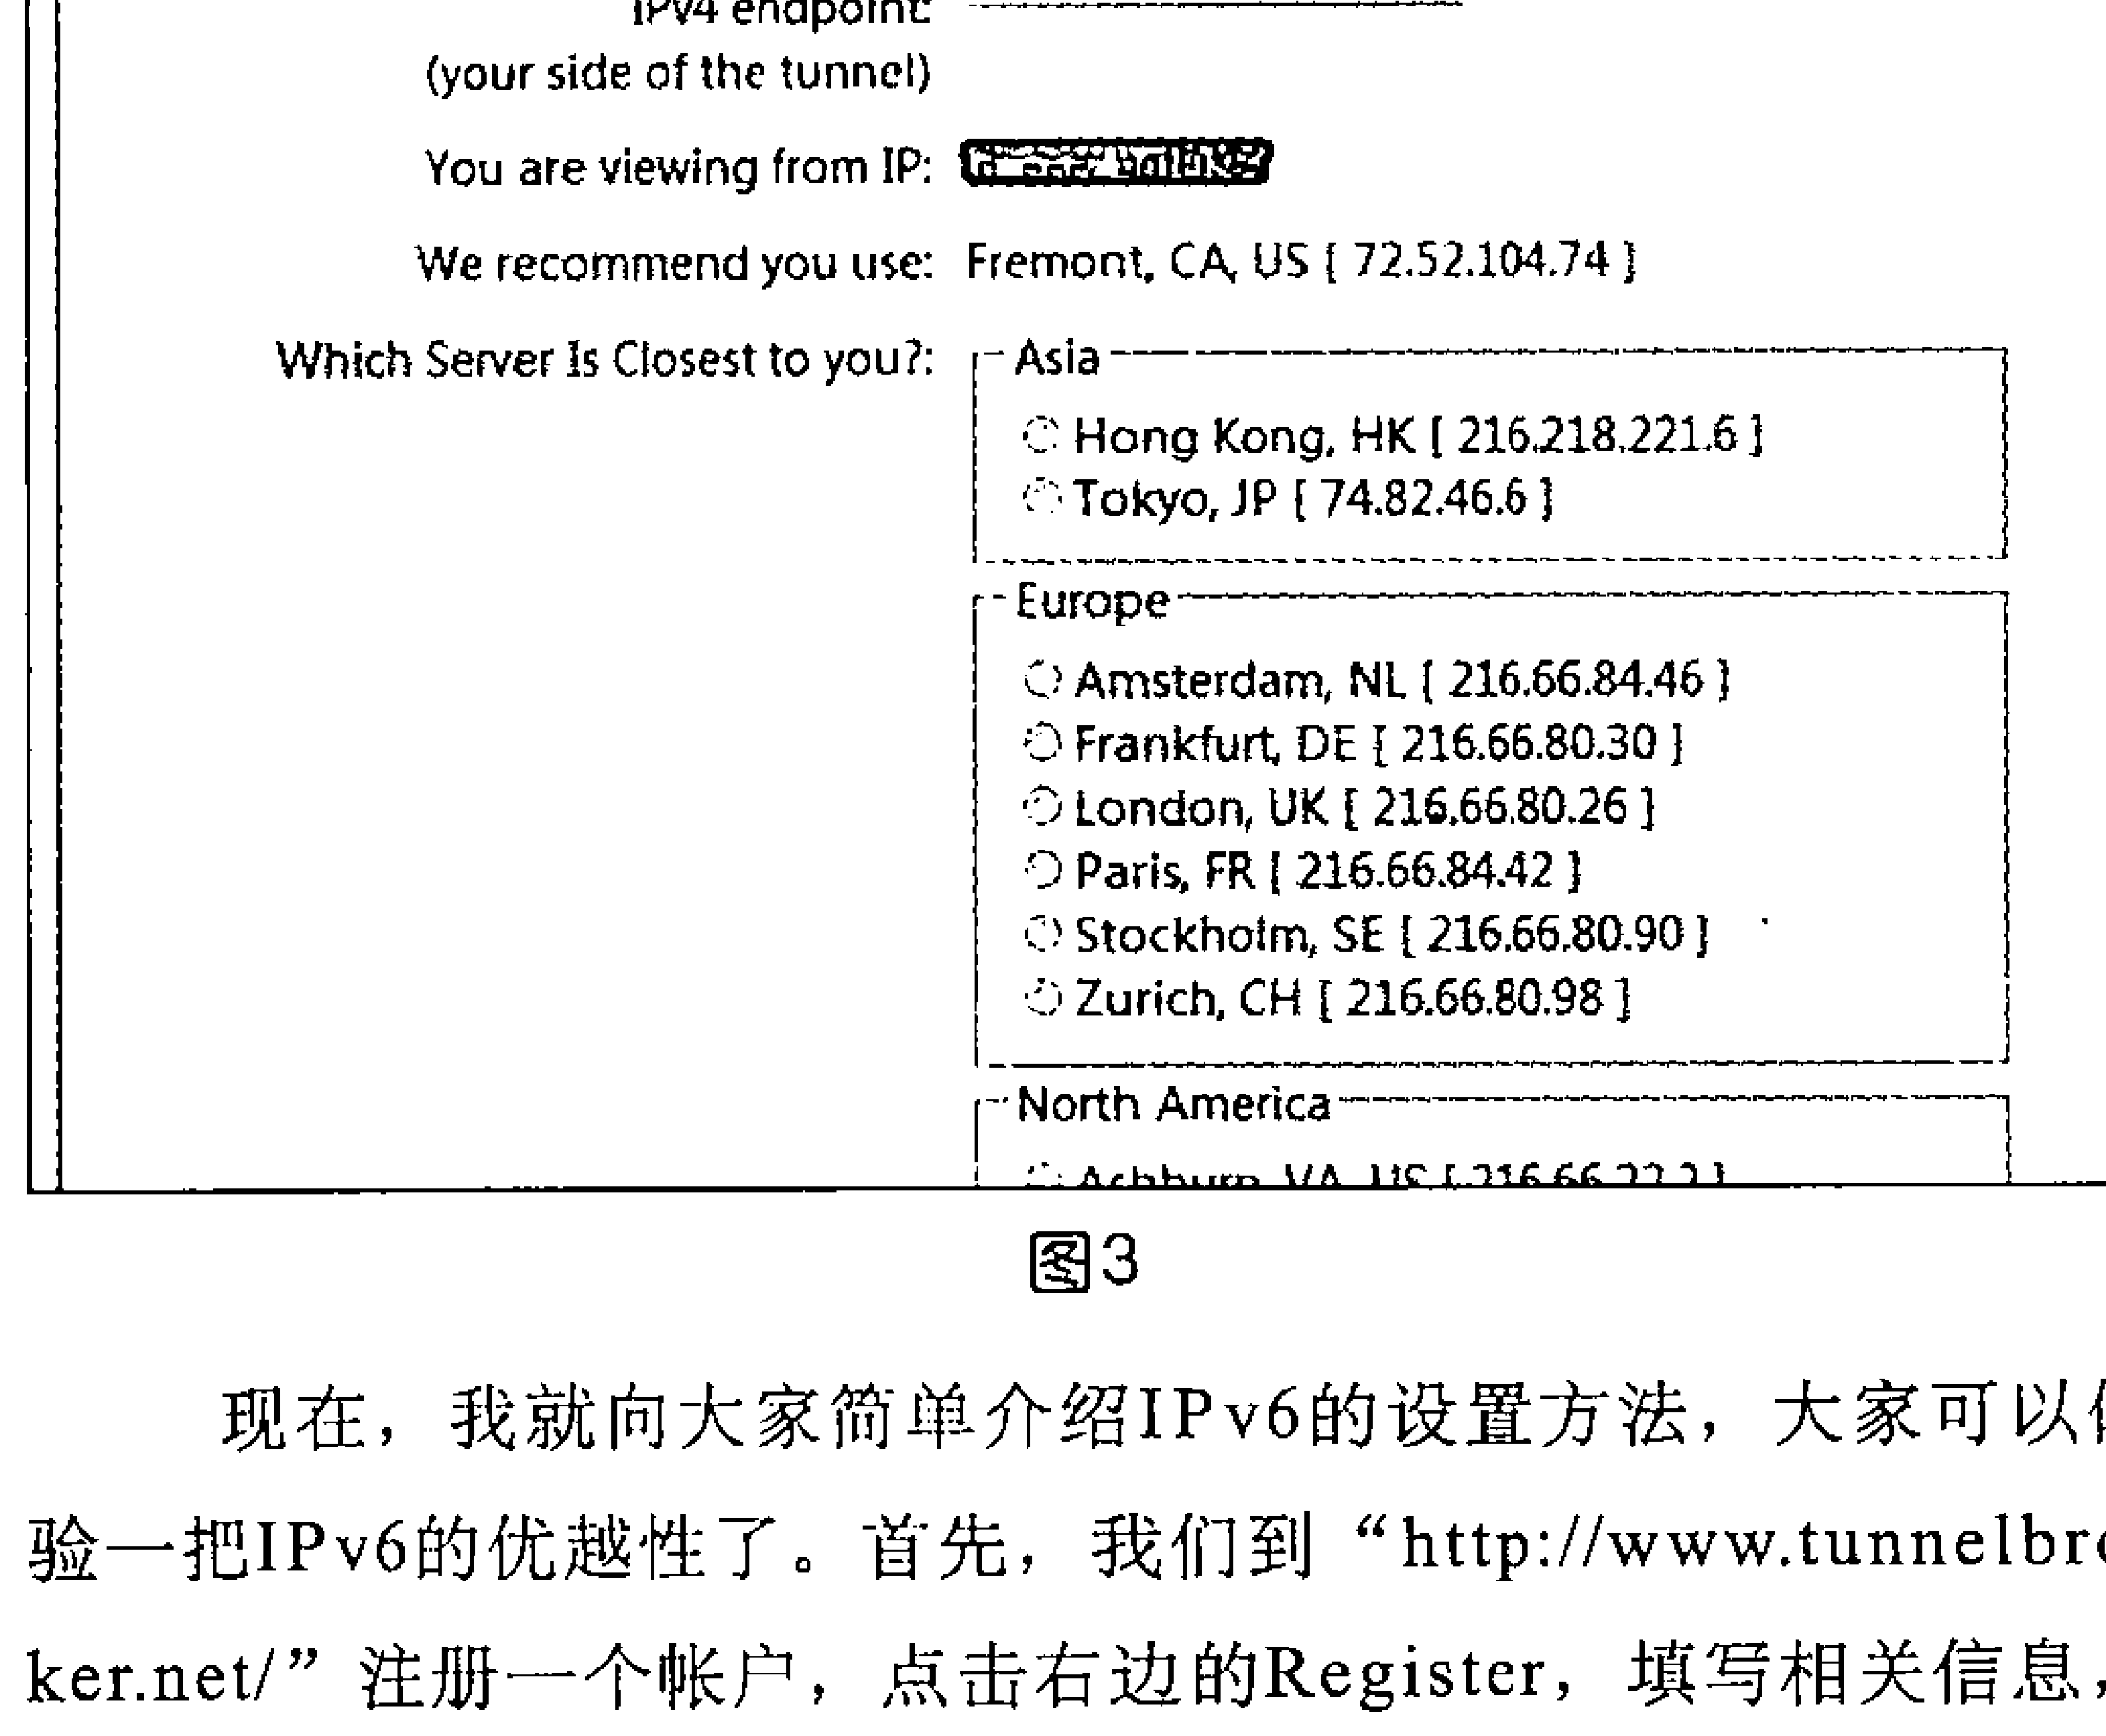 IPv4 endpoint:
(your side of the tunnel)
You are viewing from IP:
We recommend you use: Fremont, CA, US [ 72.52.104.74 ]
Which Server Is Closest to you?: Asia
Hong Kong, HK [ 216.218.221.6 ]
Tokyo, JP [ 74.82.46.6 ]
Europe
Amsterdam, NL [ 216.66.84.46 ]
Frankfurt, DE [ 216.66.80.30 ]
London, UK [ 216.66.80.26 ]
Paris, FR [ 216.66.84.42 ]
Stockholm, SE [ 216.66.80.90 ]
Zurich, CH [ 216.66.80.98 ]
North America
Ashburn, VA, US [ 216.66.22.2 ]
图3
现在，我就向大家简单介绍IPv6的设置方法，大家可以
验一把IPv6的优越性了。首先，我们到“http://www.tunnelbro
ker.net/”注册一个帐户，点击右边的Register，填写相关信息，